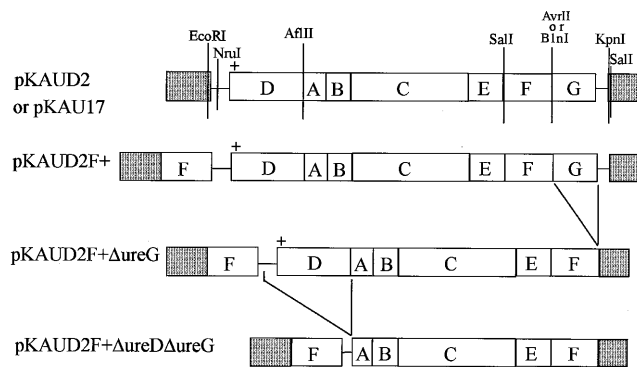 EcoRI
NruI
AflII
SalI
AvrII
or
BlnI
KpnI
SalI
pKAUD2
or pKAU17
+
D A B C E F G
pKAUD2F+
+
F D A B C E F G
pKAUD2F+ΔureG
+
F D A B C E F
pKAUD2F+ΔureDΔureG
F A B C E F